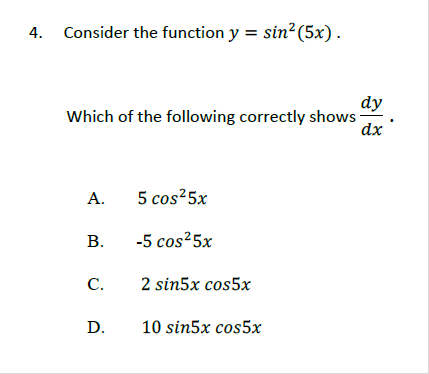 4. Consider the function y = sin²(5x) .
Which of the following correctly shows dy/dx .
A. 5 cos²5x
B. -5 cos²5x
C. 2 sin5x cos5x
D. 10 sin5x cos5x